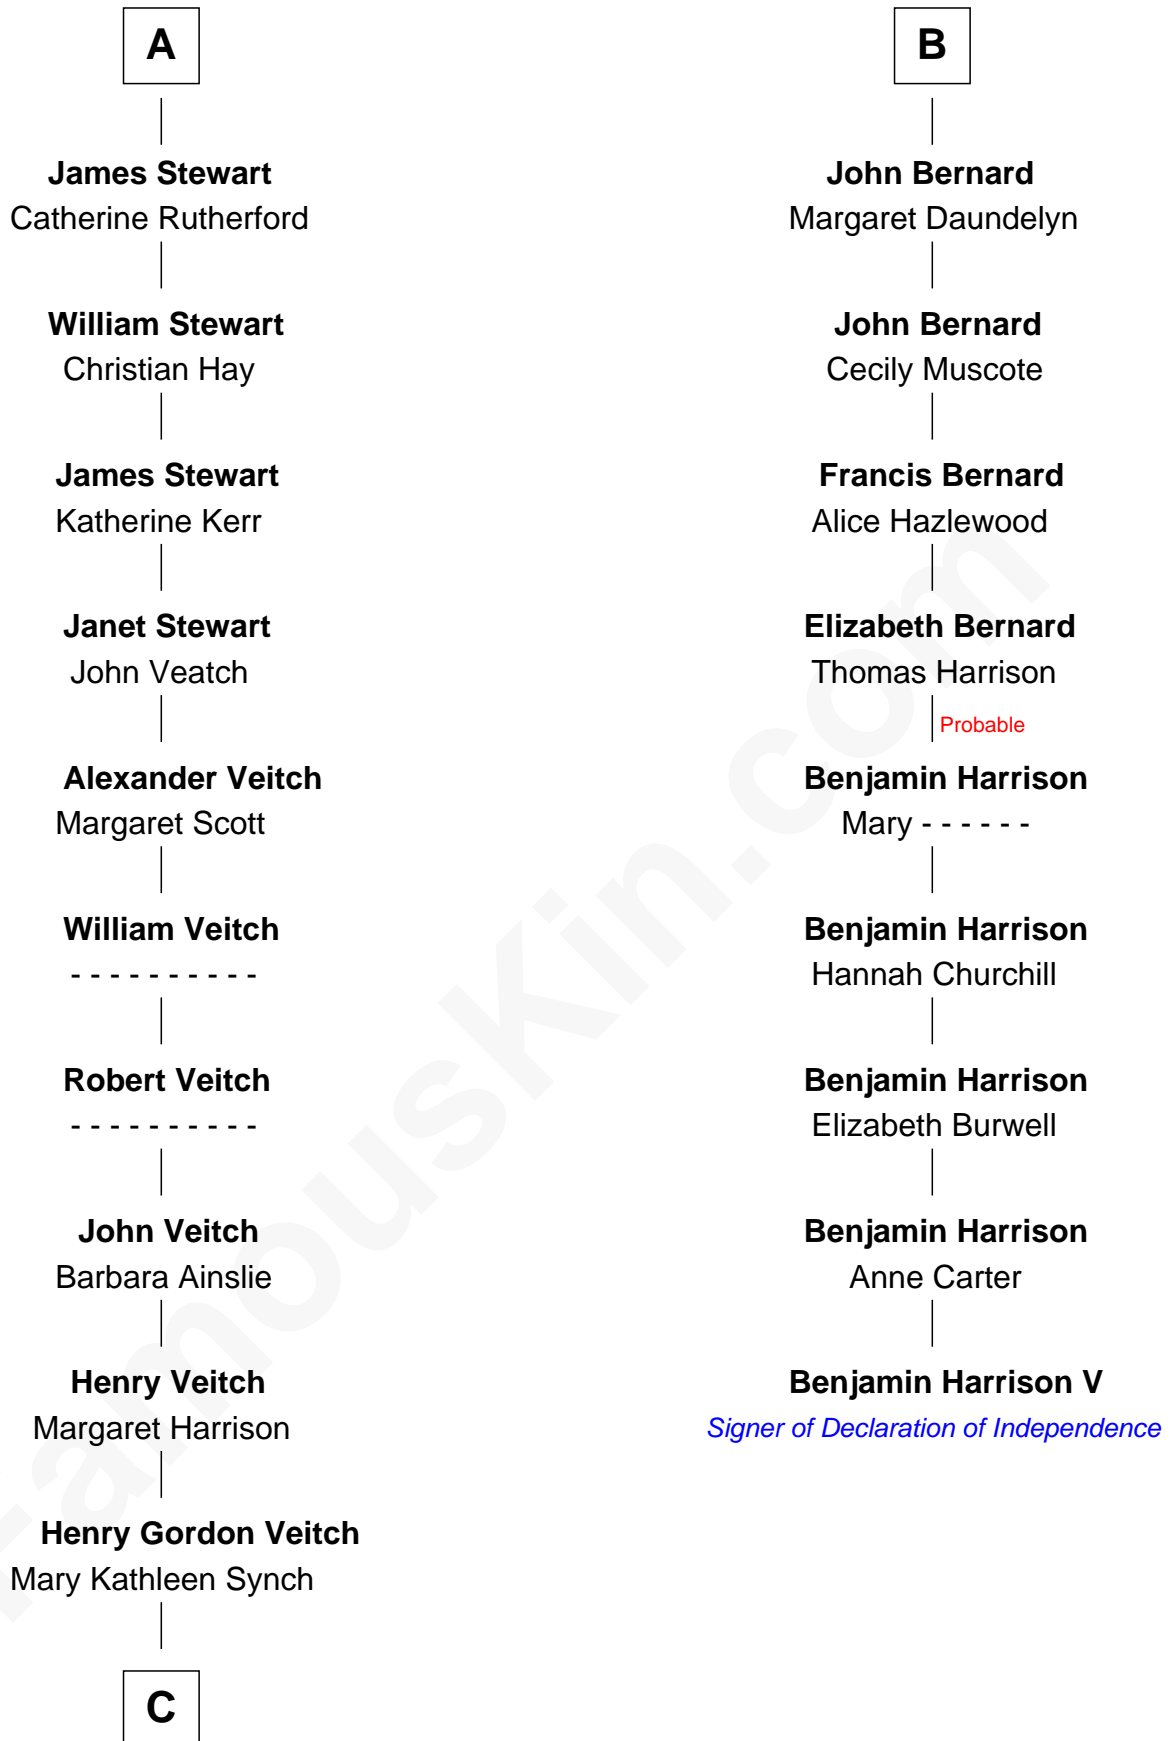 A
James Stewart
Catherine Rutherford
William Stewart
Christian Hay
James Stewart
Katherine Kerr
Janet Stewart
John Veatch
Alexander Veitch
Margaret Scott
William Veitch
- - - - - - - - - -
Robert Veitch
- - - - - - - - - -
John Veitch
Barbara Ainslie
Henry Veitch
Margaret Harrison
Henry Gordon Veitch
Mary Kathleen Synch
C
B
John Bernard
Margaret Daundelyn
John Bernard
Cecily Muscote
Francis Bernard
Alice Hazlewood
Elizabeth Bernard
Thomas Harrison
Probable
Benjamin Harrison
Mary - - - - - -
Benjamin Harrison
Hannah Churchill
Benjamin Harrison
Elizabeth Burwell
Benjamin Harrison
Anne Carter
Benjamin Harrison V
Signer of Declaration of Independence
FamousKin.com